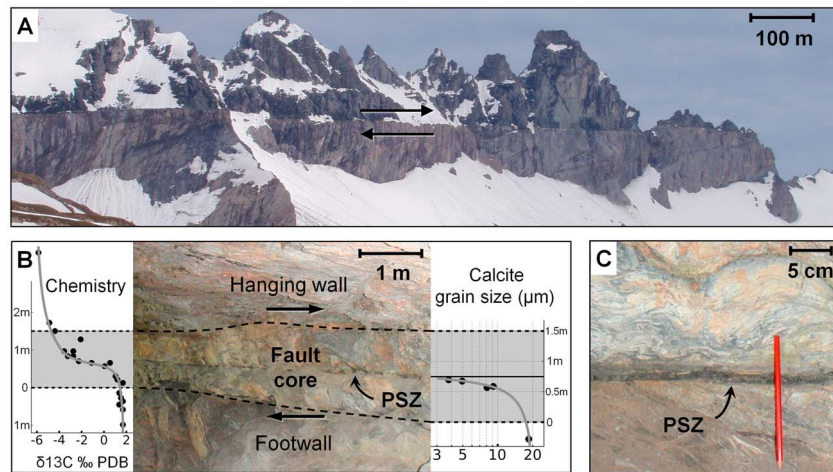 A
100 m
B
Chemistry
2m
1m
0
1m
-6
-4
-2
0
2
δ13C ‰ PDB
1 m
Hanging wall
Fault
core
PSZ
Footwall
Calcite
grain size (μm)
1.5m
1m
0.5m
0
3
5
10
20
C
5 cm
PSZ